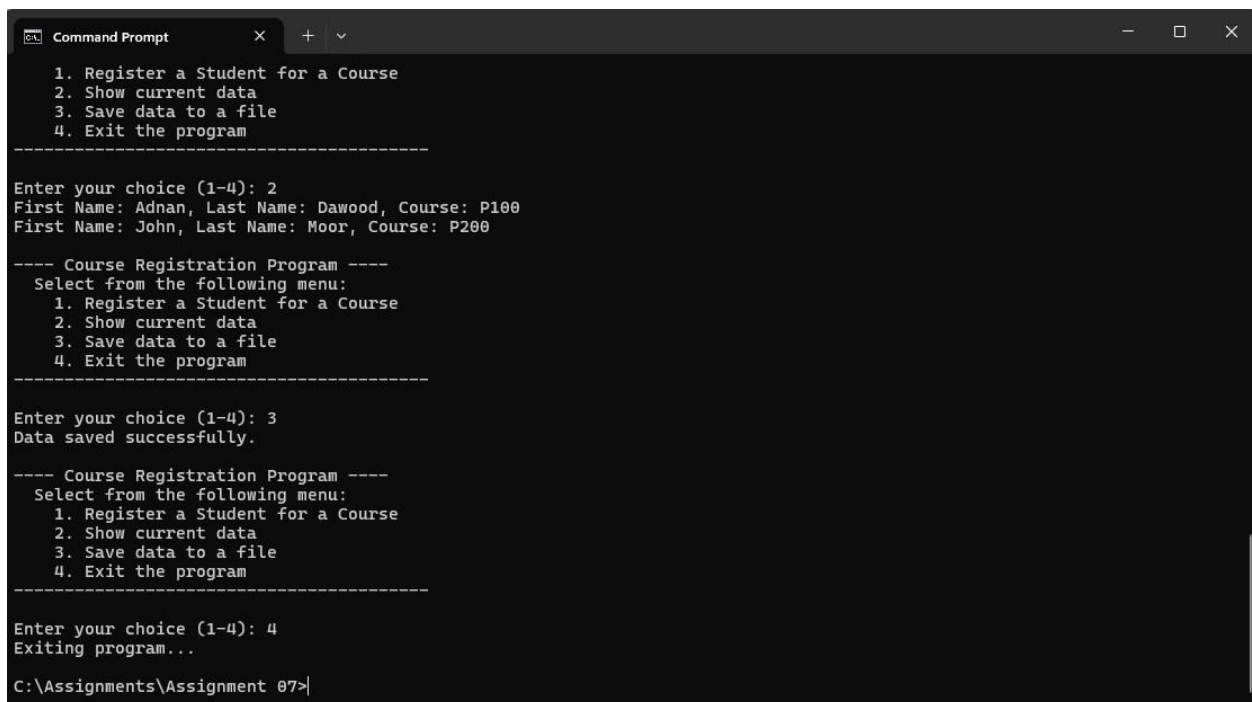 Command Prompt
1. Register a Student for a Course
2. Show current data
3. Save data to a file
4. Exit the program
-----------------------------------------
Enter your choice (1-4): 2
First Name: Adnan, Last Name: Dawood, Course: P100
First Name: John, Last Name: Moor, Course: P200
---- Course Registration Program ----
Select from the following menu:
1. Register a Student for a Course
2. Show current data
3. Save data to a file
4. Exit the program
-----------------------------------------
Enter your choice (1-4): 3
Data saved successfully.
---- Course Registration Program ----
Select from the following menu:
1. Register a Student for a Course
2. Show current data
3. Save data to a file
4. Exit the program
-----------------------------------------
Enter your choice (1-4): 4
Exiting program...
C:\Assignments\Assignment 07>